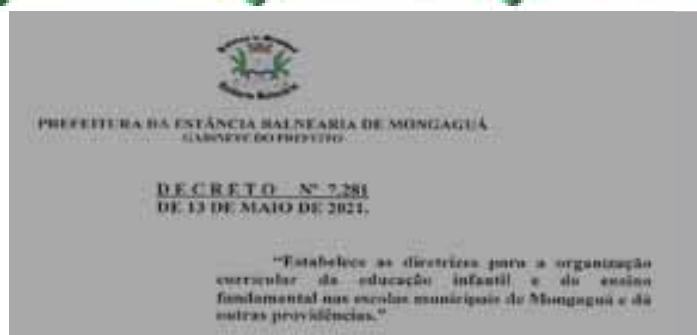 PREFEITURA DA ESTÂNCIA BALNEARIA DE MONGAGUÁ
GABINETE DO PREFEITO
DECRETO Nº 7.281
DE 13 DE MAIO DE 2021.
"Estabelece as diretrizes para a organização
curricular da educação infantil e do ensino
fundamental nas escolas municipais de Mongaguá e dá
outras providências."